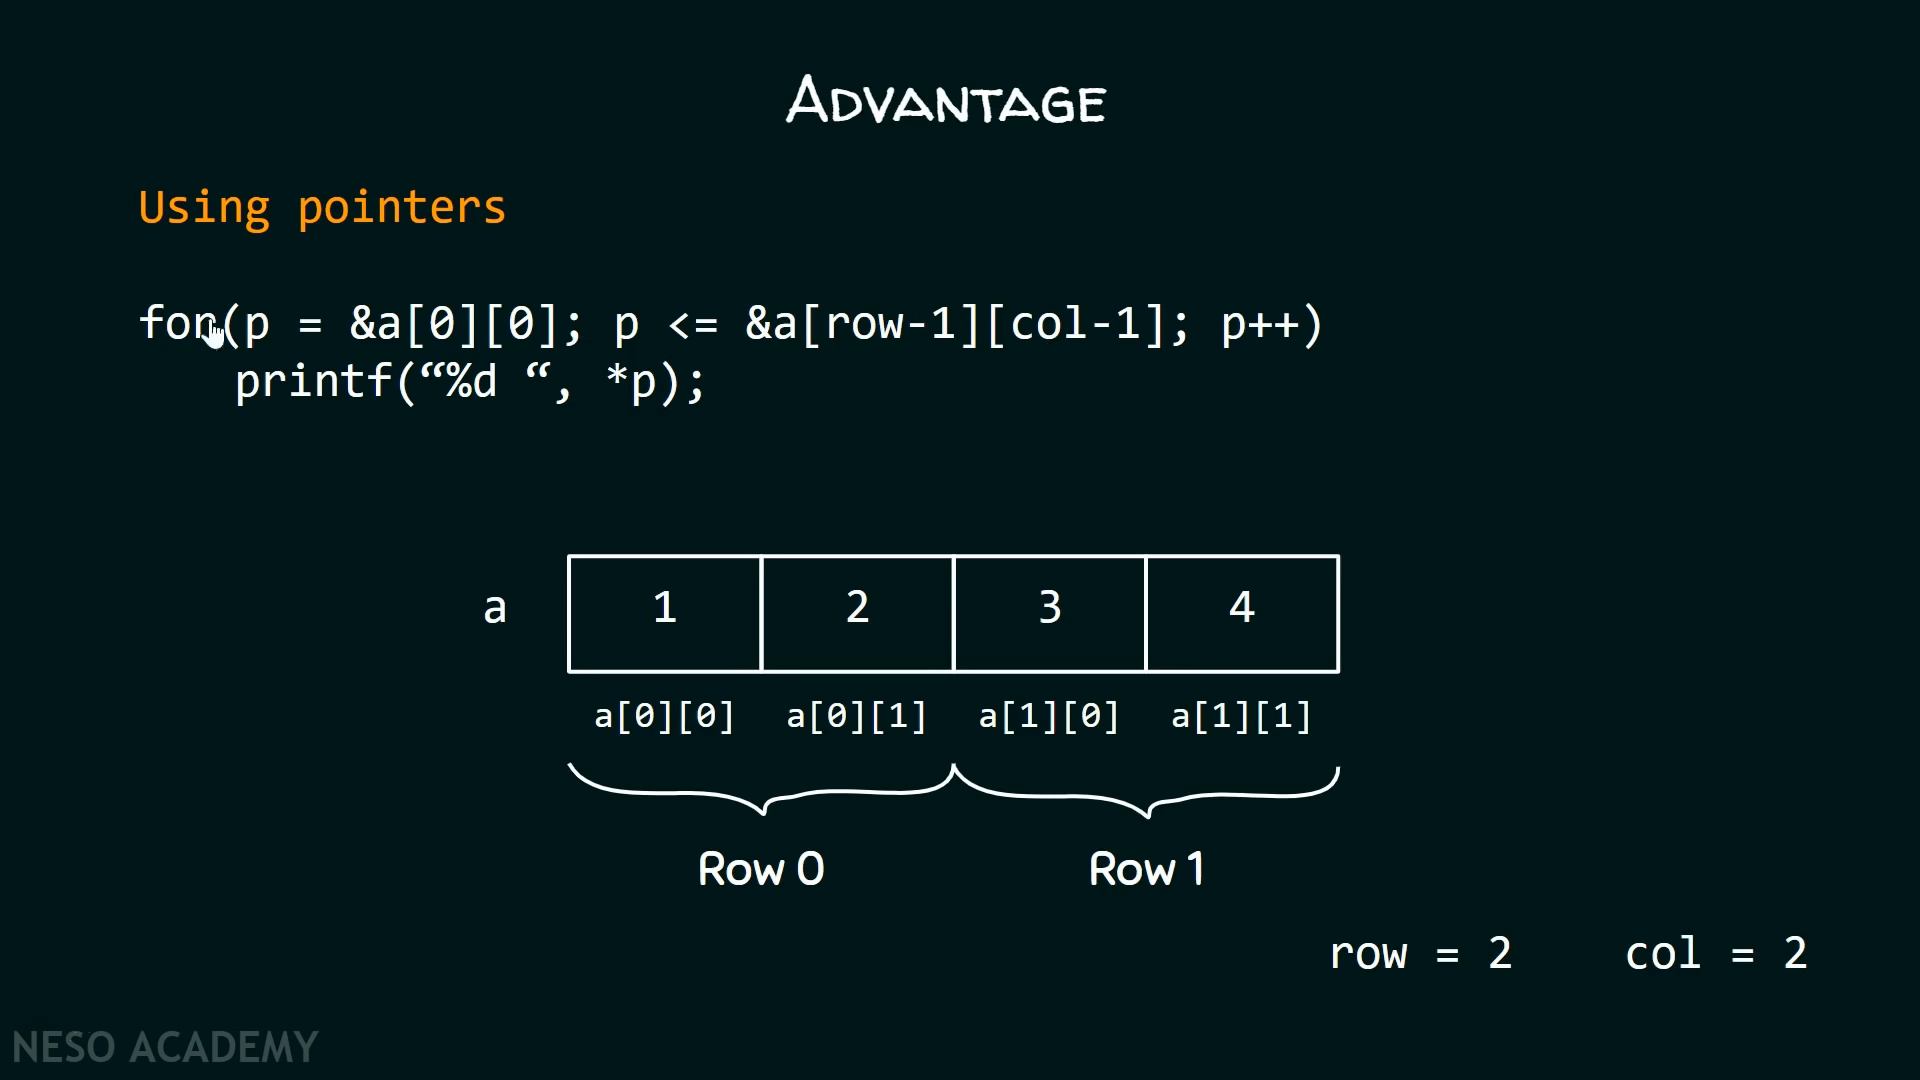 ADVANTAGE
Using pointers
for(p = &a[0][0]; p <= &a[row-1][col-1]; p++)
printf(“%d “, *p);
a 1 2 3 4
a[0][0] a[0][1] a[1][0] a[1][1]
Row 0 Row 1
row = 2 col = 2
NESO ACADEMY